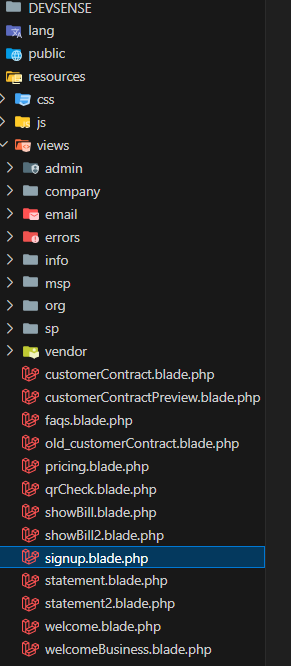 DEVSENSE
lang
public
resources
css
js
views
admin
company
email
errors
info
msp
org
sp
vendor
customerContract.blade.php
customerContractPreview.blade.php
faqs.blade.php
old_customerContract.blade.php
pricing.blade.php
qrCheck.blade.php
showBill.blade.php
showBill2.blade.php
signup.blade.php
statement.blade.php
statement2.blade.php
welcome.blade.php
welcomeBusiness.blade.php